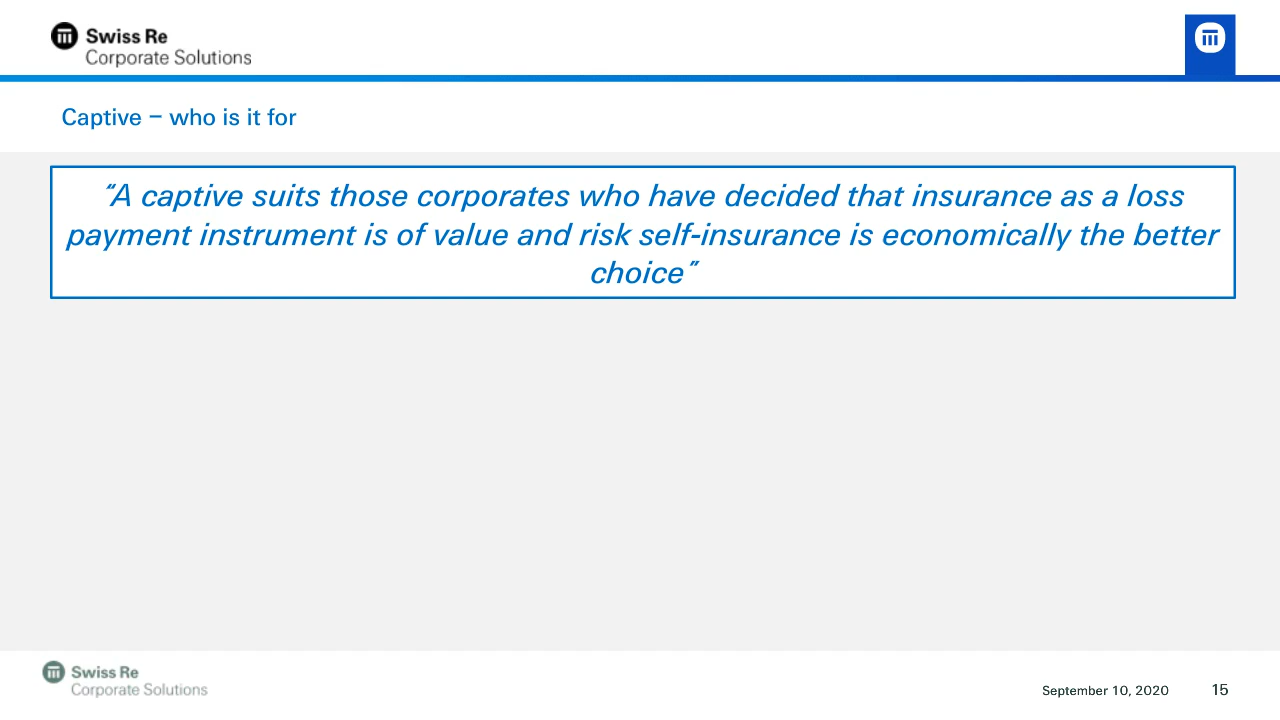 Swiss Re
Corporate Solutions
Captive – who is it for
“A captive suits those corporates who have decided that insurance as a loss
payment instrument is of value and risk self-insurance is economically the better
choice”
Swiss Re
Corporate Solutions
September 10, 2020 15